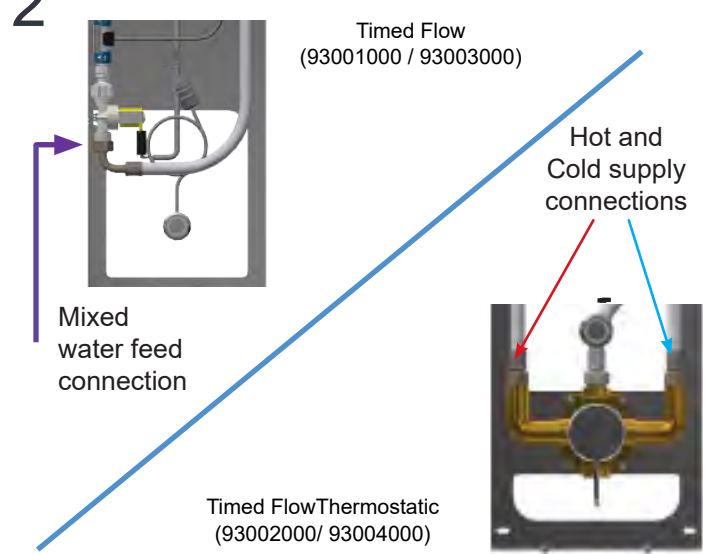 2
Timed Flow
(93001000 / 93003000)
Hot and
Cold supply
connections
Mixed
water feed
connection
Timed FlowThermostatic
(93002000/ 93004000)